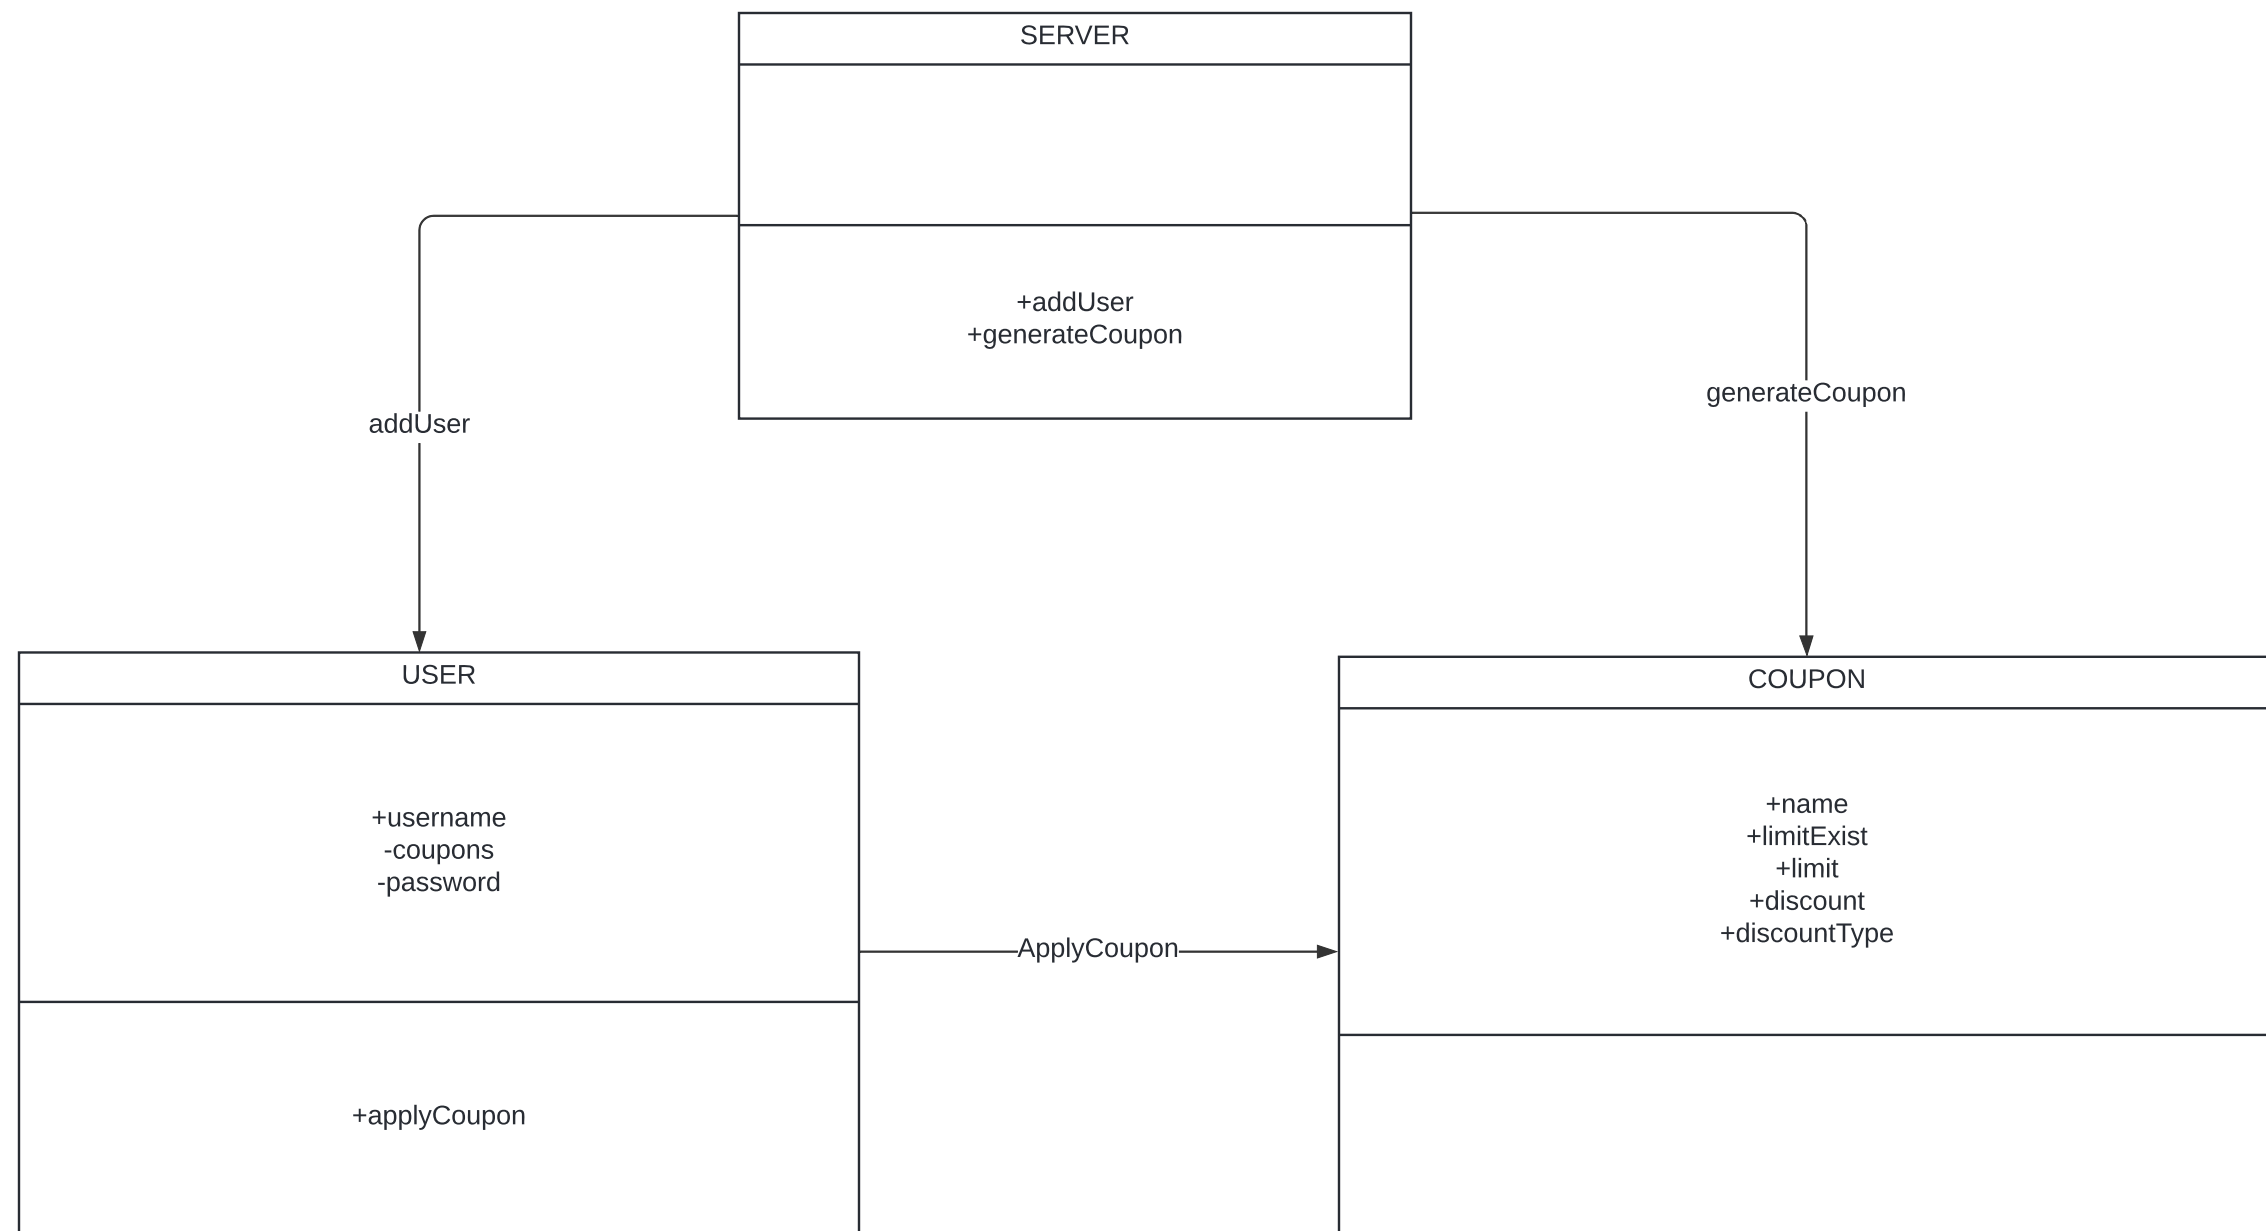 SERVER
+addUser
+generateCoupon
addUser
generateCoupon
USER
+username
-coupons
-password
+applyCoupon
ApplyCoupon
COUPON
+name
+limitExist
+limit
+discount
+discountType